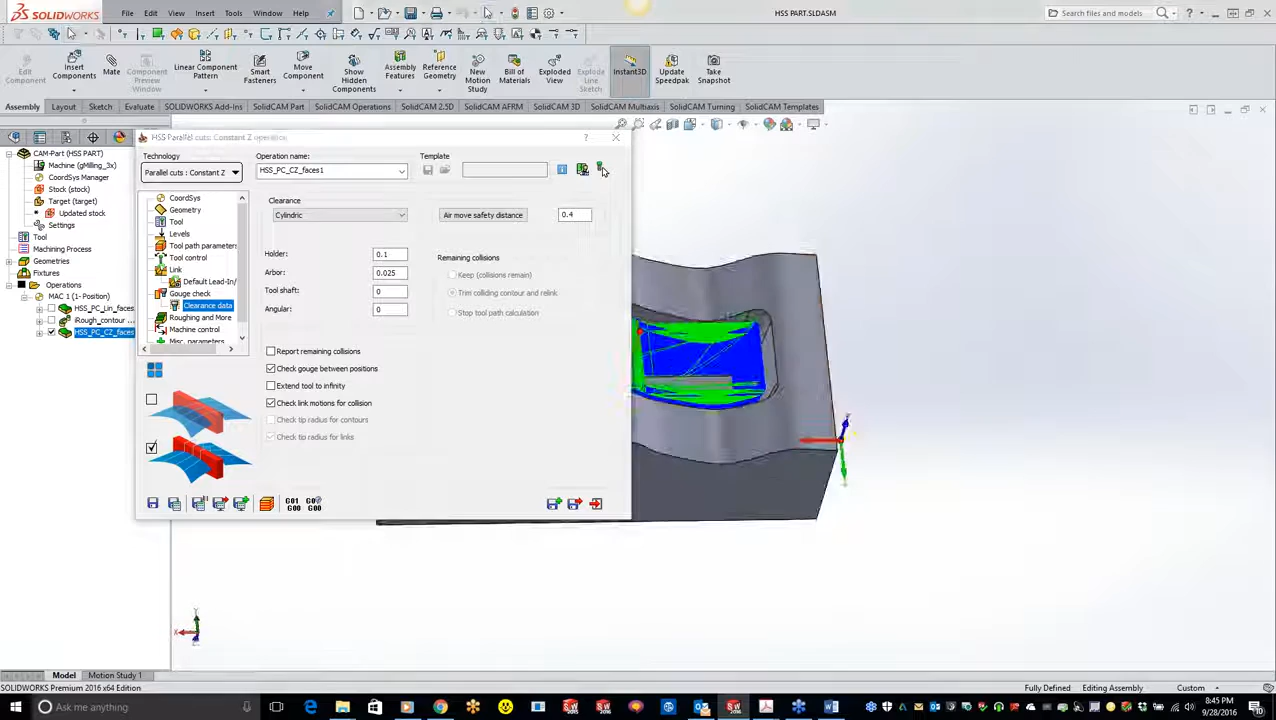 SOLIDWORKS File Edit View Insert Tools Window Help HSS PART.SLDASM Search files and models
Edit Component
Insert Components
Mate
Component Preview Window
Linear Component Pattern
Smart Fasteners
Move Component
Show Hidden Components
Assembly Features
Reference Geometry
New Motion Study
Bill of Materials
Exploded View
Explode Line Sketch
Instant3D
Update Speedpak
Take Snapshot
Assembly Layout Sketch Evaluate SOLIDWORKS Add-Ins SolidCAM Part SolidCAM Operations SolidCAM 2.5D SolidCAM AFRM SolidCAM 3D SolidCAM Multiaxis SolidCAM Turning SolidCAM Templates
CAM-Part (HSS PART)
Machine (gMilling_3x)
CoordSys Manager
Stock (stock)
Target (target)
Updated stock
Settings
Tool
Machining Process
Geometries
Fixtures
Operations
MAC 1 (1- Position)
HSS_PC_Lin_faces
iRough_contour ...
HSS_PC_CZ_faces
HSS Parallel cuts: Constant Z operation
Technology
Parallel cuts : Constant Z
Operation name:
HSS_PC_CZ_faces1
Template
CoordSys
Geometry
Tool
Levels
Tool path parameters
Tool control
Link
Default Lead-In/
Gouge check
Clearance data
Roughing and More
Machine control
Misc. parameters
Clearance
Cylindric
Air move safety distance
0.4
Holder: 0.1
Arbor: 0.025
Tool shaft: 0
Angular: 0
Remaining collisions
Keep (collisions remain)
Trim colliding contour and relink
Stop tool path calculation
Report remaining collisions
Check gouge between positions
Extend tool to infinity
Check link motions for collision
Check tip radius for contours
Check tip radius for links
G01 G00
G00
X
Y
Model Motion Study 1
SOLIDWORKS Premium 2016 x64 Edition Fully Defined Editing Assembly Custom
Ask me anything
8:45 PM
9/28/2016